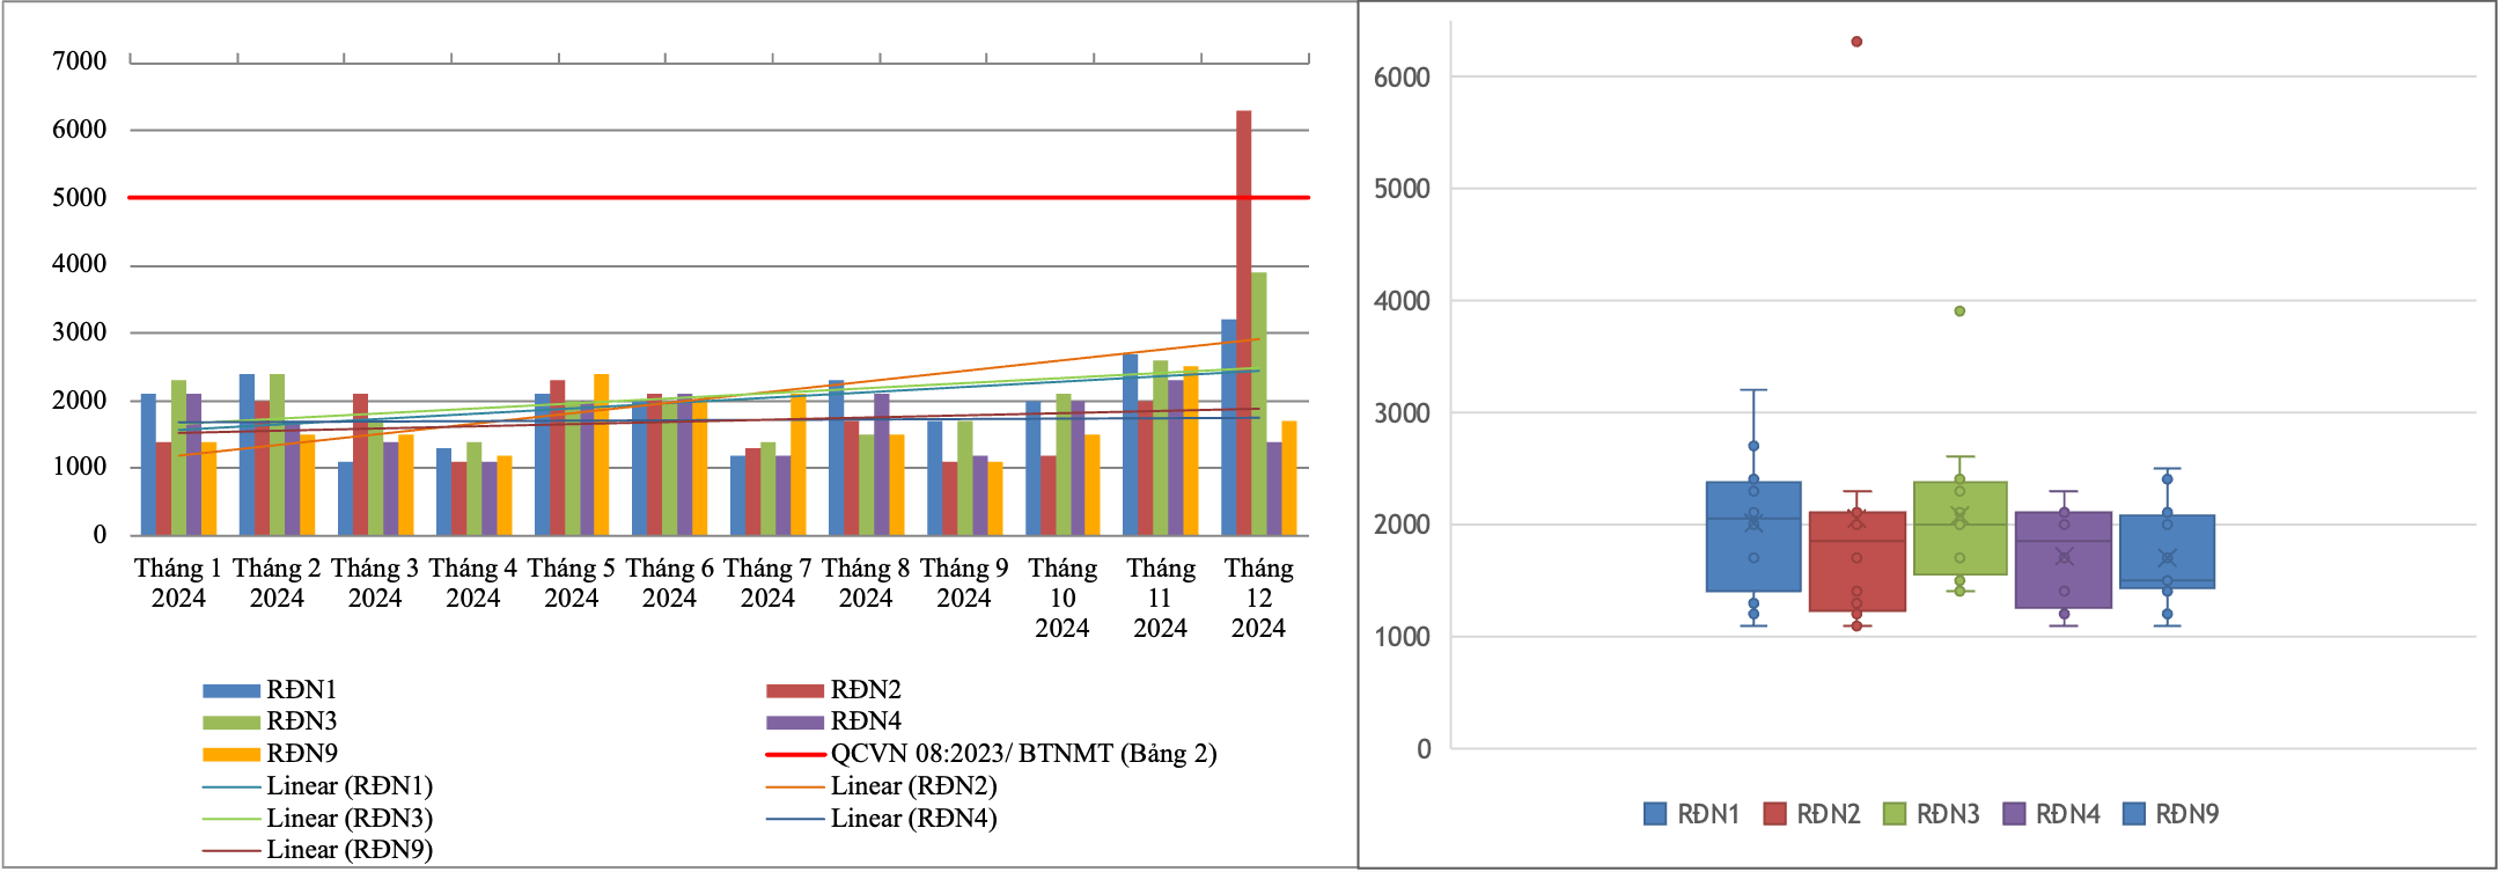 7000
6000
5000
4000
3000
2000
1000
0
Tháng 1 Tháng 2 Tháng 3 Tháng 4 Tháng 5 Tháng 6 Tháng 7 Tháng 8 Tháng 9 Tháng Tháng Tháng
2024 2024 2024 2024 2024 2024 2024 2024 2024 10 11 12
2024 2024 2024
RĐN1 RĐN2
RĐN3 RĐN4
RĐN9 QCVN 08:2023/ BTNMT (Bảng 2)
Linear (RĐN1) Linear (RĐN2)
Linear (RĐN3) Linear (RĐN4)
Linear (RĐN9)
6000
5000
4000
3000
2000
1000
0
RĐN1 RĐN2 RĐN3 RĐN4 RĐN9